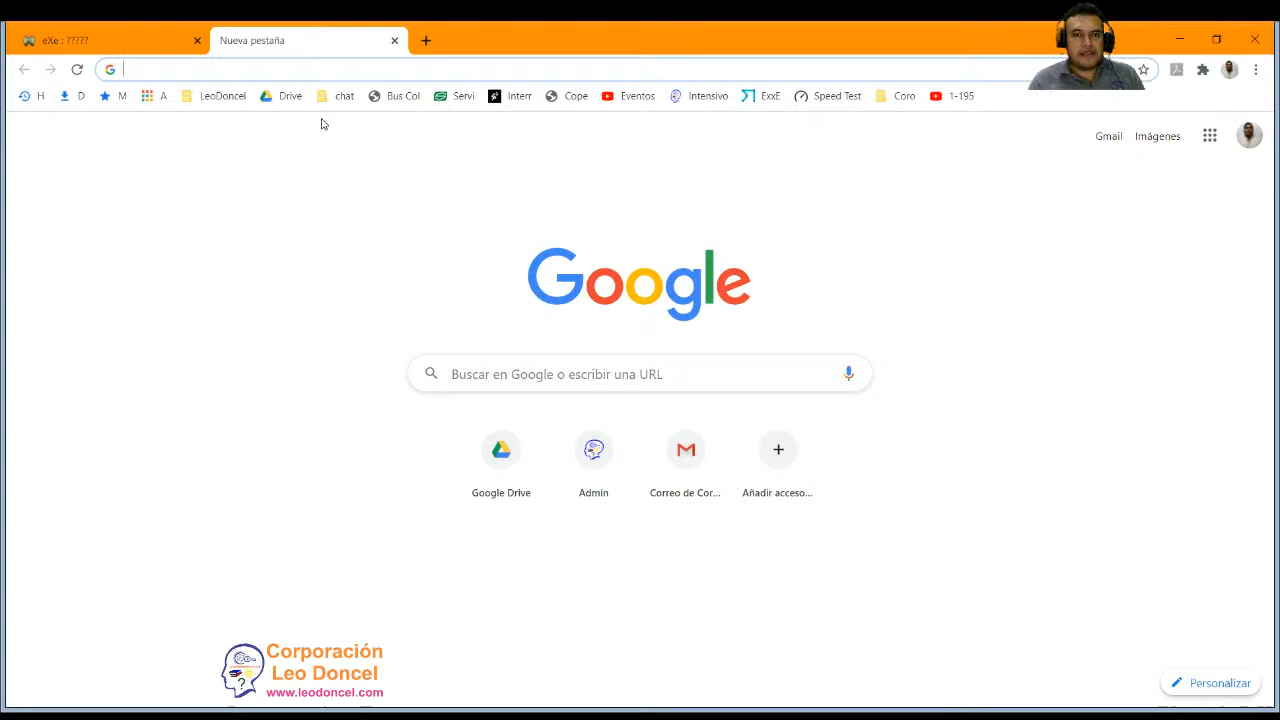 eXe : ?????
Nueva pestaña
H D M A LeoDoncel Drive chat Bus Col Servi Interr Cope Eventos Intensivo ExxE Speed Test Coro 1-195
Gmail Imágenes
Google
Buscar en Google o escribir una URL
Google Drive Admin Correo de Cor... Añadir acceso...
Corporación
Leo Doncel
www.leodoncel.com
Personalizar